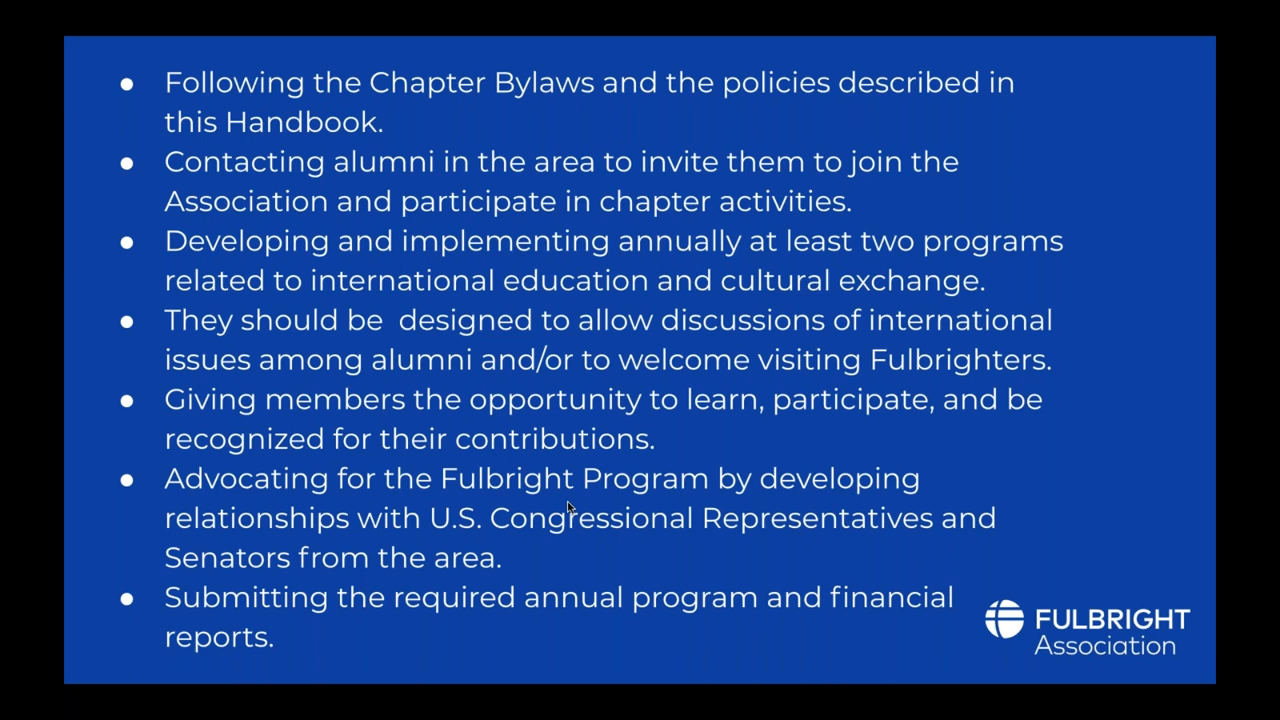 ● Following the Chapter Bylaws and the policies described in
this Handbook.
● Contacting alumni in the area to invite them to join the
Association and participate in chapter activities.
● Developing and implementing annually at least two programs
related to international education and cultural exchange.
● They should be  designed to allow discussions of international
issues among alumni and/or to welcome visiting Fulbrighters.
● Giving members the opportunity to learn, participate, and be
recognized for their contributions.
● Advocating for the Fulbright Program by developing
relationships with U.S. Congressional Representatives and
Senators from the area.
● Submitting the required annual program and financial
reports.
FULBRIGHT
Association